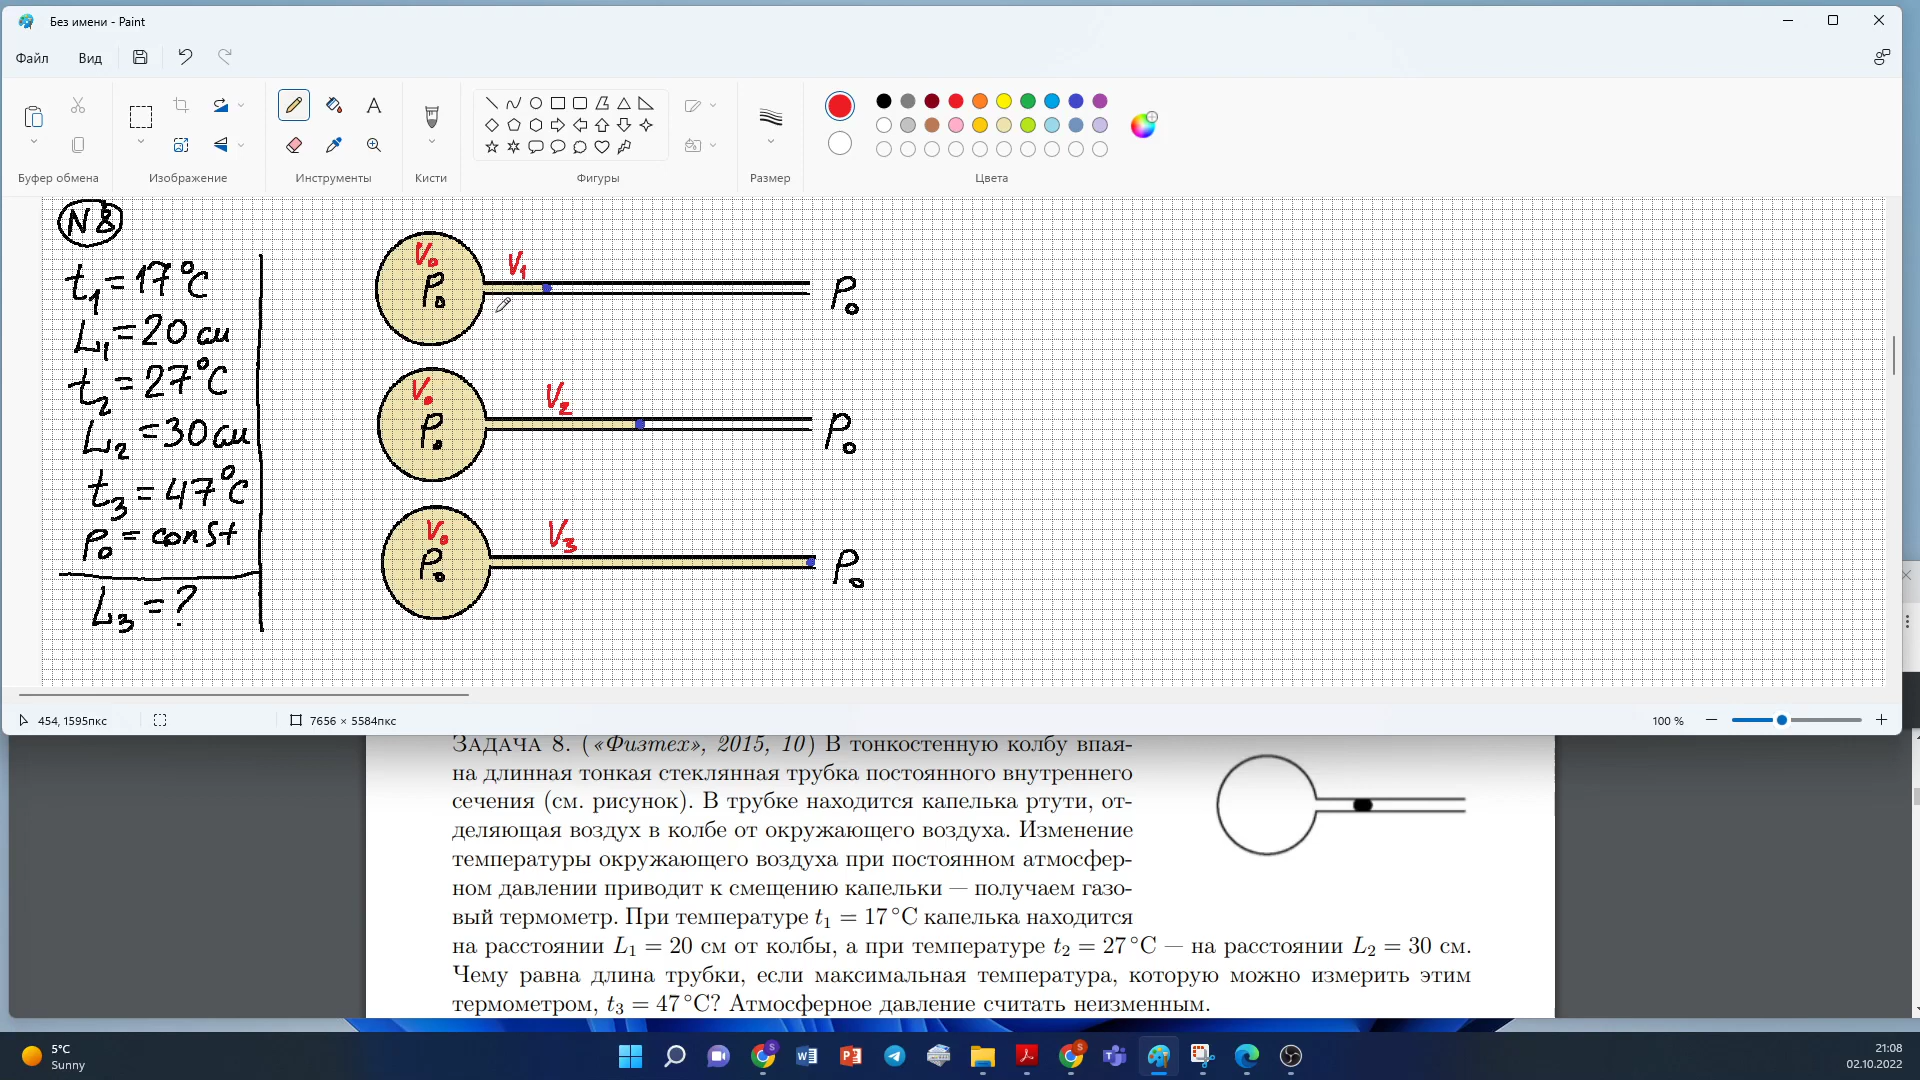 Без имени - Paint
Файл
Вид
Буфер обмена
Изображение
Инструменты
Кисти
Фигуры
Размер
Цвета
N 8
t₁ = 17°C
L₁ = 20 см
t₂ = 27°C
L₂ = 30 см
t₃ = 47°C
P₀ = const
L₃ = ?
V₀
P₀
V₁
P₀
V₀
P₀
V₂
P₀
V₀
P₀
V₃
P₀
454, 1595пкс
7656 × 5584пкс
100 %
ЗАДАЧА 8. («Физтех», 2015, 10) В тонкостенную колбу впая-
на длинная тонкая стеклянная трубка постоянного внутреннего
сечения (см. рисунок). В трубке находится капелька ртути, от-
деляющая воздух в колбе от окружающего воздуха. Изменение
температуры окружающего воздуха при постоянном атмосфер-
ном давлении приводит к смещению капельки — получаем газо-
вый термометр. При температуре t₁ = 17 °C капелька находится
на расстоянии L₁ = 20 см от колбы, а при температуре t₂ = 27 °C — на расстоянии L₂ = 30 см.
Чему равна длина трубки, если максимальная температура, которую можно измерить этим
термометром, t₃ = 47 °C? Атмосферное давление считать неизменным.
5°C
Sunny
21:08
02.10.2022